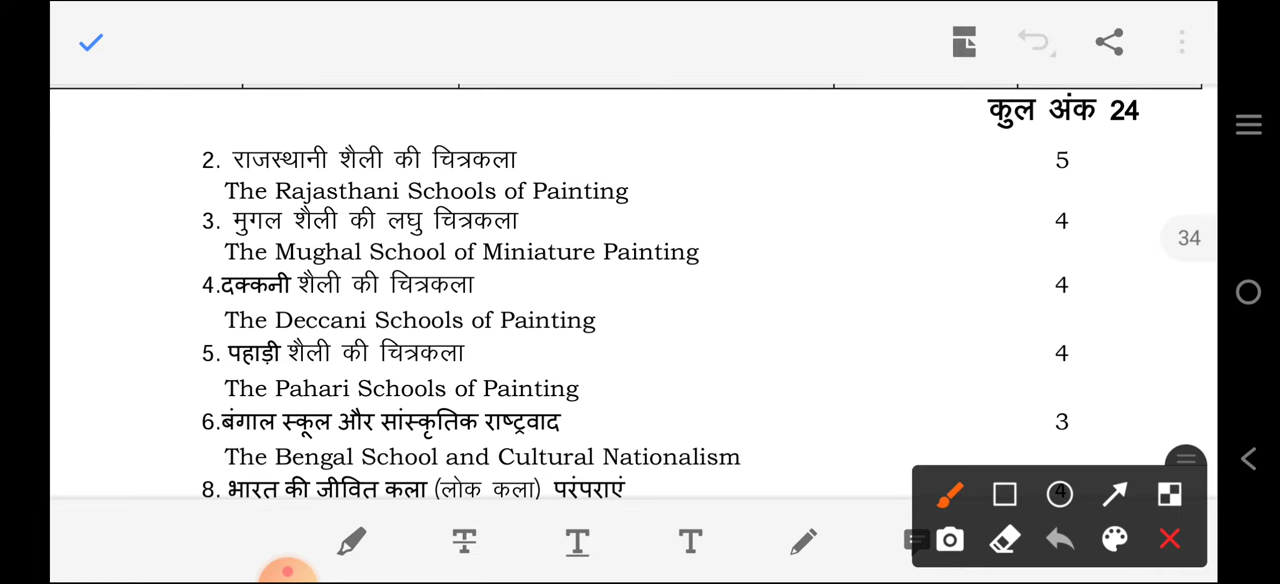 कुल अंक 24
2. राजस्थानी शैली की चित्रकला 5
The Rajasthani Schools of Painting
3. मुगल शैली की लघु चित्रकला 4
The Mughal School of Miniature Painting
34
4.दक्कनी शैली की चित्रकला 4
The Deccani Schools of Painting
5. पहाड़ी शैली की चित्रकला 4
The Pahari Schools of Painting
6.बंगाल स्कूल और सांस्कृतिक राष्ट्रवाद 3
The Bengal School and Cultural Nationalism
8. भारत की जीवित कला (लोक कला) परंपराएं 4